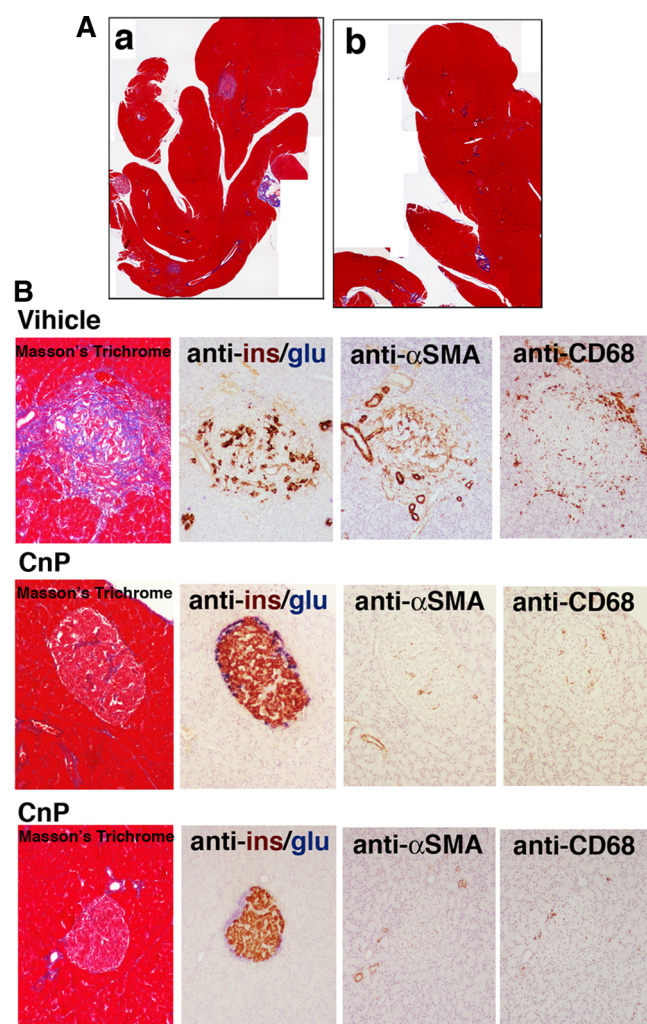 A
a
b
B
Vihicle
Masson's Trichrome
anti-ins/glu
anti-αSMA
anti-CD68
CnP
Masson's Trichrome
anti-ins/glu
anti-αSMA
anti-CD68
CnP
Masson's Trichrome
anti-ins/glu
anti-αSMA
anti-CD68